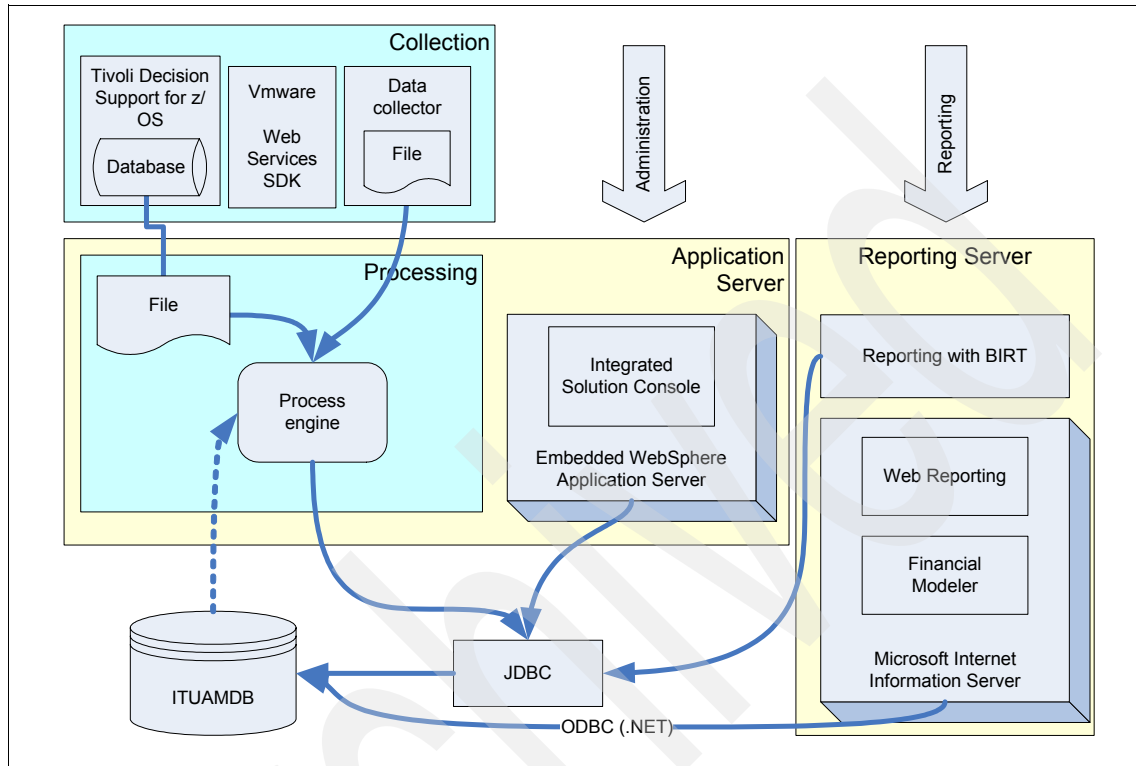 Collection
Tivoli Decision
Support for z/
OS
Database
Vmware
Web
Services
SDK
Data
collector
File
Administration
Reporting
Processing
File
Process
engine
Application
Server
Integrated
Solution Console
Embedded WebSphere
Application Server
Reporting Server
Reporting with BIRT
Web Reporting
Financial
Modeler
Microsoft Internet
Information Server
ITUAMDB
JDBC
ODBC (.NET)